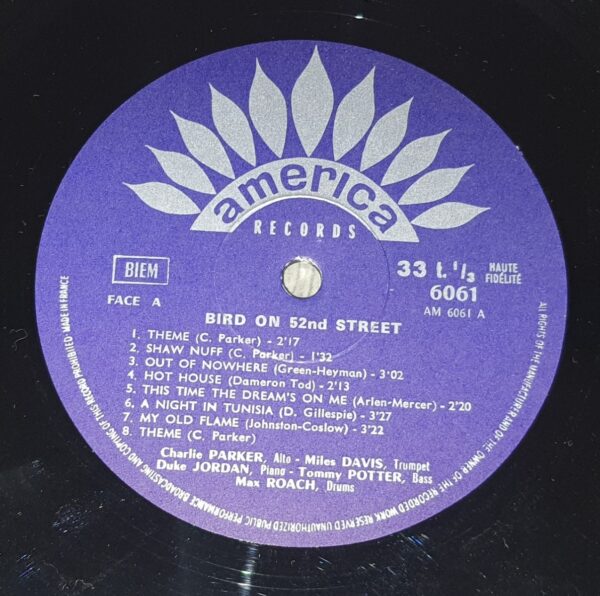 america
RECORDS
BIEM
FACE A
33 t. 1/3
HAUTE
FIDÉLITÉ
6061
AM 6061 A
BIRD ON 52nd STREET
1. THEME (C. Parker) - 2'17
2. SHAW NUFF (C. Parker) - 1'32
3. OUT OF NOWHERE (Green-Heyman) - 3'02
4. HOT HOUSE (Dameron Tod) - 2'13
5. THIS TIME THE DREAM'S ON ME (Arlen-Mercer) - 2'20
6. A NIGHT IN TUNISIA (D. Gillespie) - 3'27
7. MY OLD FLAME (Johnston-Coslow) - 3'22
8. THEME (C. Parker)
Charlie PARKER, Alto - Miles DAVIS, Trumpet
Duke JORDAN, Piano - Tommy POTTER, Bass
Max ROACH, Drums
ALL RIGHTS OF THE MANUFACTURER AND OF THE OWNER OF THE RECORDED WORK RESERVED UNAUTHORIZED PUBLIC PERFORMANCE BROADCASTING AND COPYING OF THIS RECORD PROHIBITED · MADE IN FRANCE